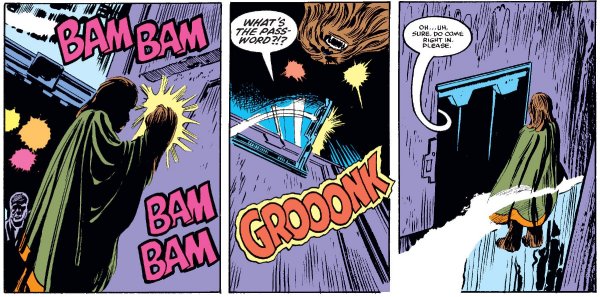 BAM BAM
BAM
BAM
WHAT'S
THE PASS-
WORD?!?
GROOONK
OH...UH,
SURE. DO COME
RIGHT IN.
PLEASE.